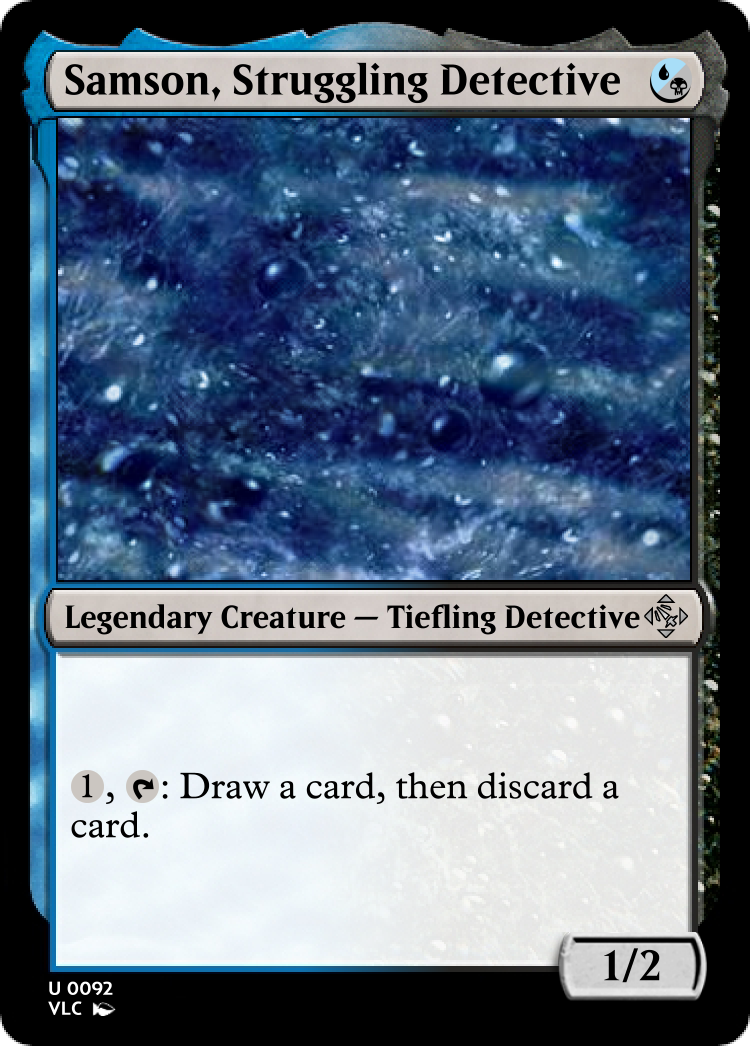 Samson, Struggling Detective
Legendary Creature — Tiefling Detective
1, : Draw a card, then discard a
card.
1/2
U 0092
VLC